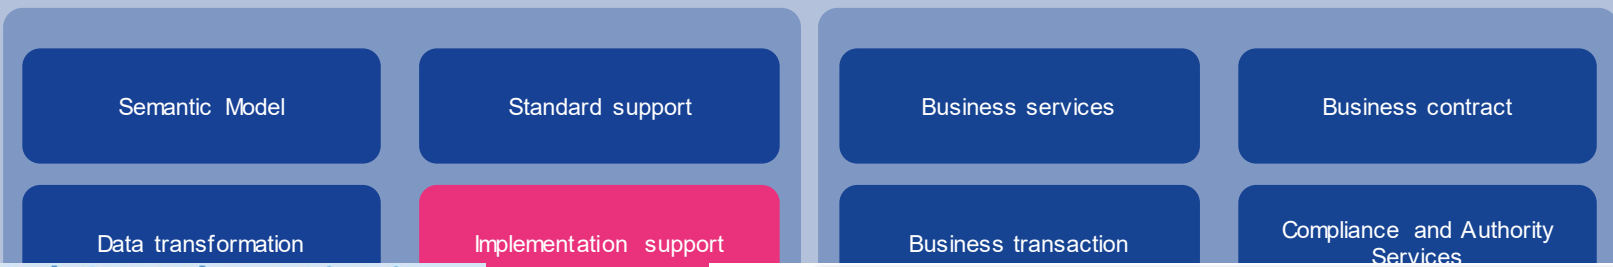 Semantic Model
Standard support
Business services
Business contract
Data transformation
Implementation support
Business transaction
Compliance and Authority
Services